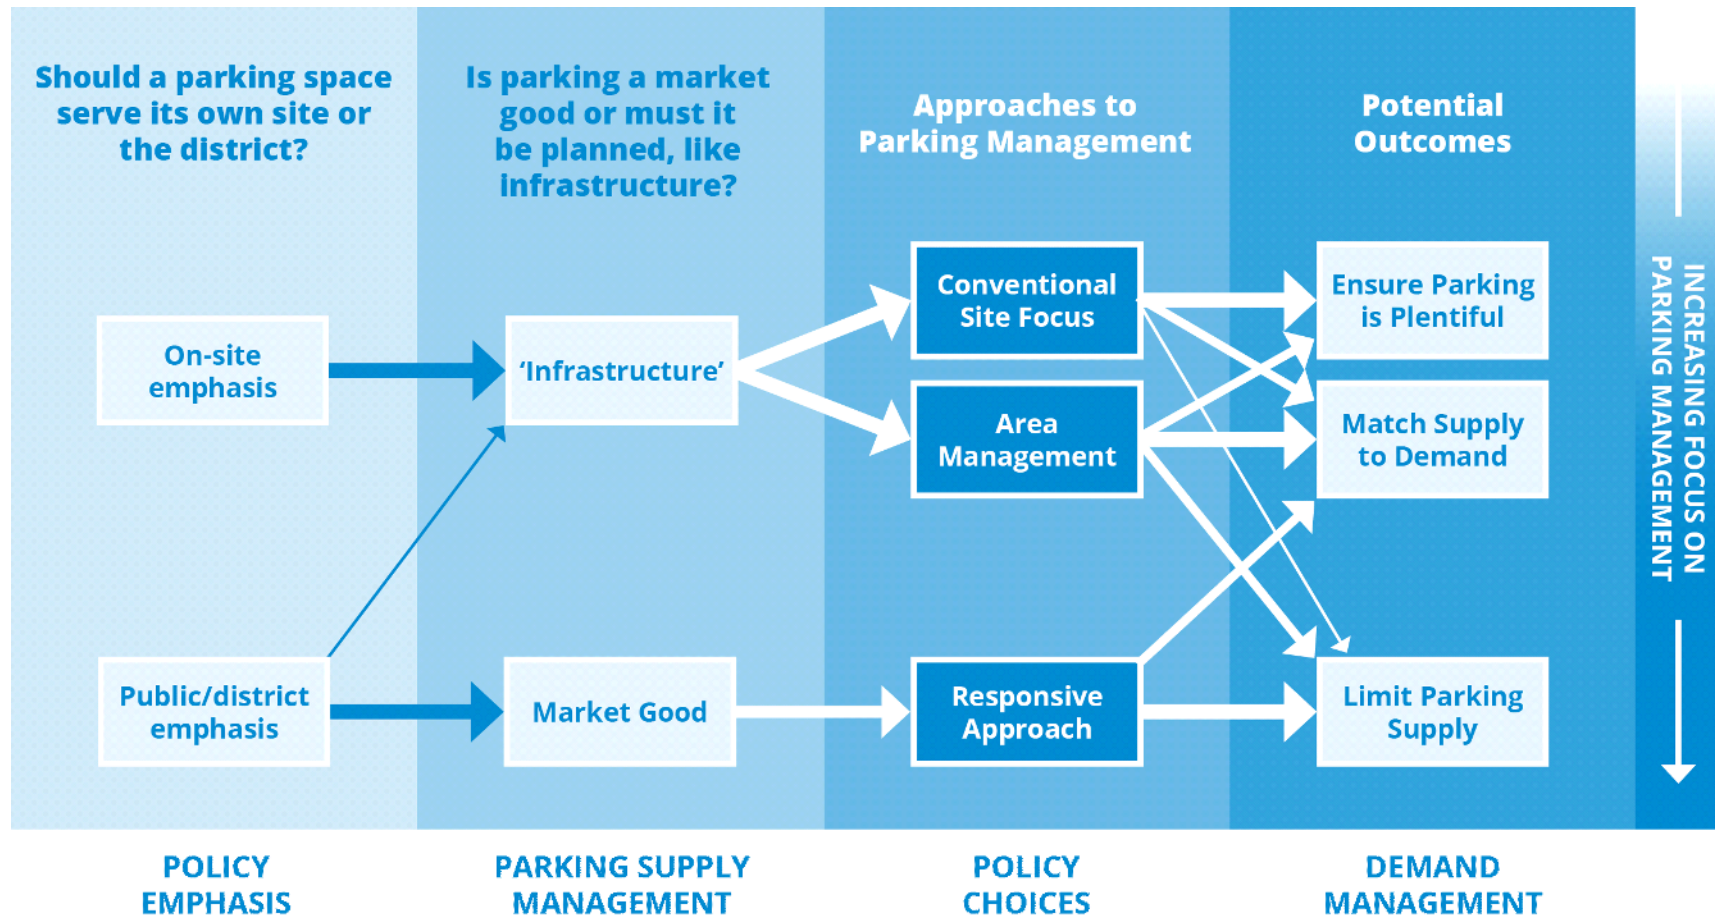 Should a parking space
serve its own site or
the district?
Is parking a market
good or must it
be planned, like
infrastructure?
Approaches to
Parking Management
Potential
Outcomes
On-site
emphasis
‘Infrastructure’
Conventional
Site Focus
Ensure Parking
is Plentiful
Area
Management
Match Supply
to Demand
Public/district
emphasis
Market Good
Responsive
Approach
Limit Parking
Supply
INCREASING FOCUS ON
PARKING MANAGEMENT
POLICY
EMPHASIS
PARKING SUPPLY
MANAGEMENT
POLICY
CHOICES
DEMAND
MANAGEMENT